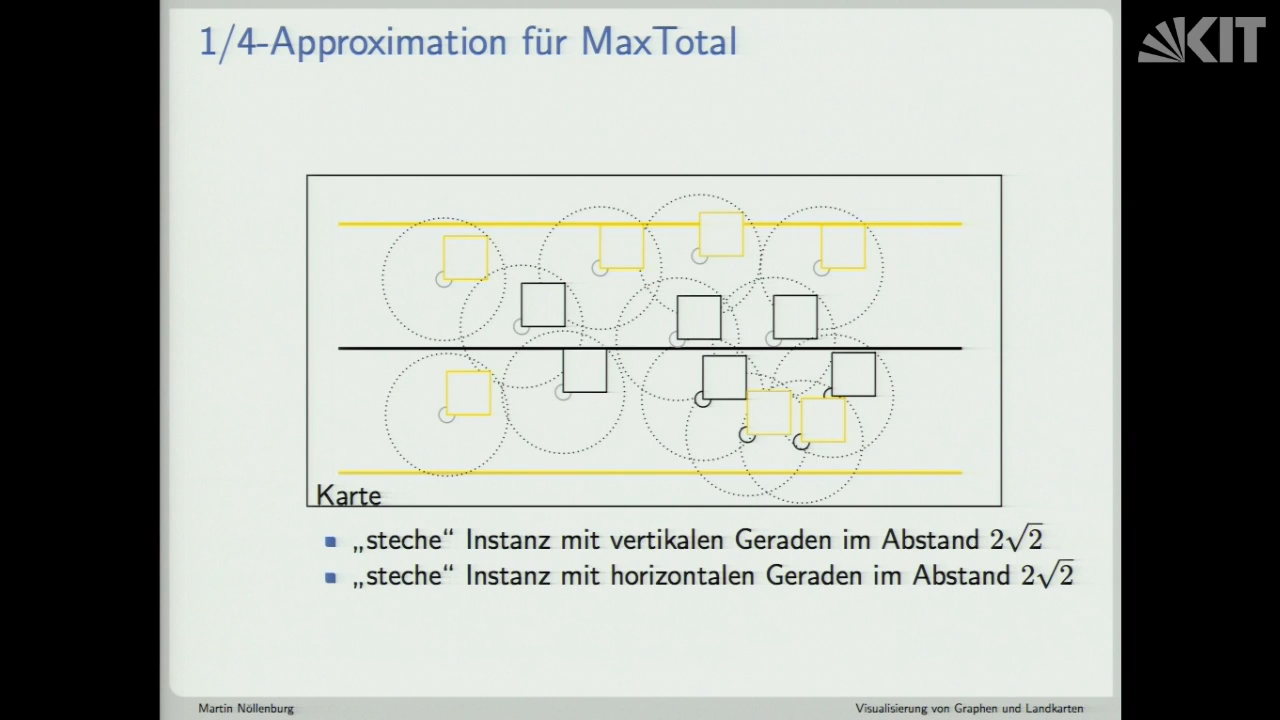 1/4-Approximation für MaxTotal
KIT
Karte
„steche“ Instanz mit vertikalen Geraden im Abstand 2√2
„steche“ Instanz mit horizontalen Geraden im Abstand 2√2
Martin Nöllenburg
Visualisierung von Graphen und Landkarten